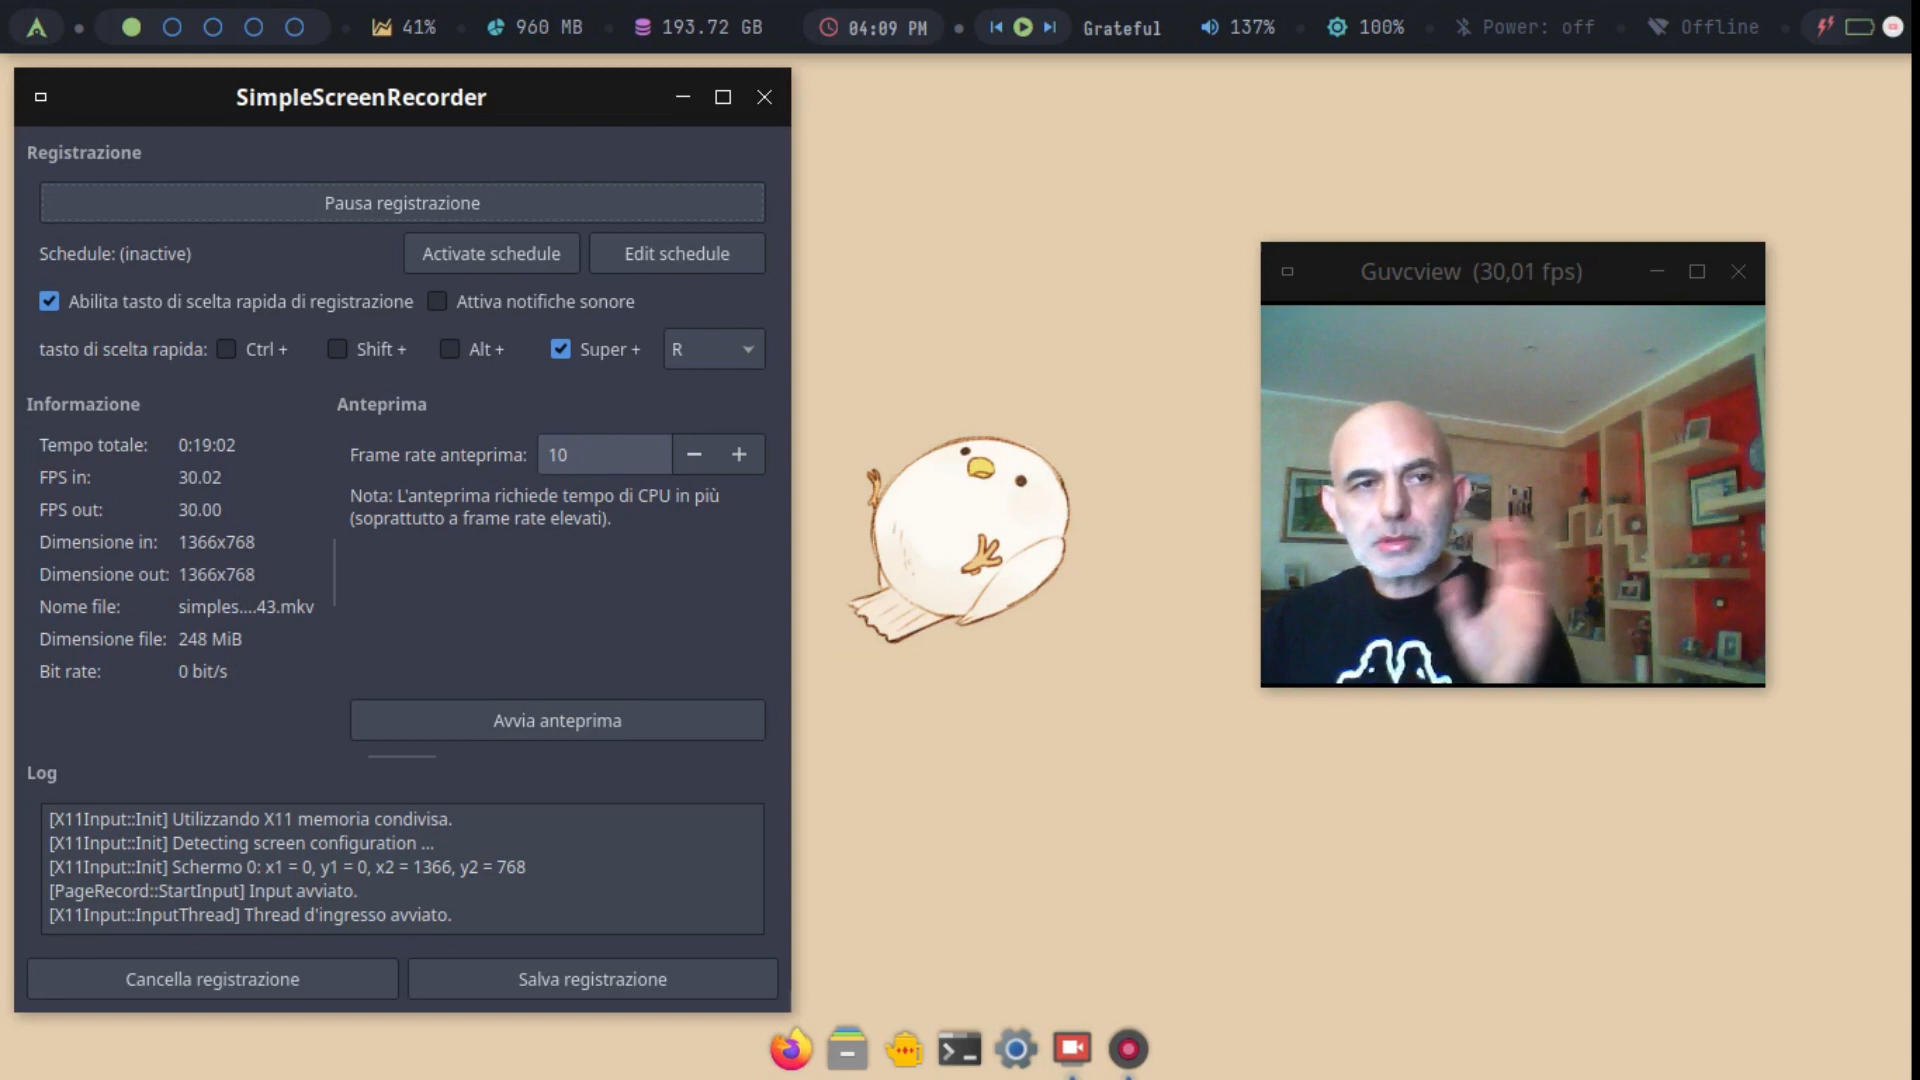 41%
960 MB
193.72 GB
04:09 PM
Grateful
137%
100%
Power: off
Offline
SimpleScreenRecorder
Registrazione
Pausa registrazione
Schedule: (inactive)
Activate schedule
Edit schedule
Abilita tasto di scelta rapida di registrazione
Attiva notifiche sonore
tasto di scelta rapida:
Ctrl +
Shift +
Alt +
Super +
R
Informazione
Tempo totale: 0:19:02
FPS in: 30.02
FPS out: 30.00
Dimensione in: 1366x768
Dimensione out: 1366x768
Nome file: simples....43.mkv
Dimensione file: 248 MiB
Bit rate: 0 bit/s
Anteprima
Frame rate anteprima: 10
Nota: L'anteprima richiede tempo di CPU in più
(soprattutto a frame rate elevati).
Avvia anteprima
Log
[X11Input::Init] Utilizzando X11 memoria condivisa.
[X11Input::Init] Detecting screen configuration ...
[X11Input::Init] Schermo 0: x1 = 0, y1 = 0, x2 = 1366, y2 = 768
[PageRecord::StartInput] Input avviato.
[X11Input::InputThread] Thread d'ingresso avviato.
Cancella registrazione
Salva registrazione
Guvcview (30,01 fps)